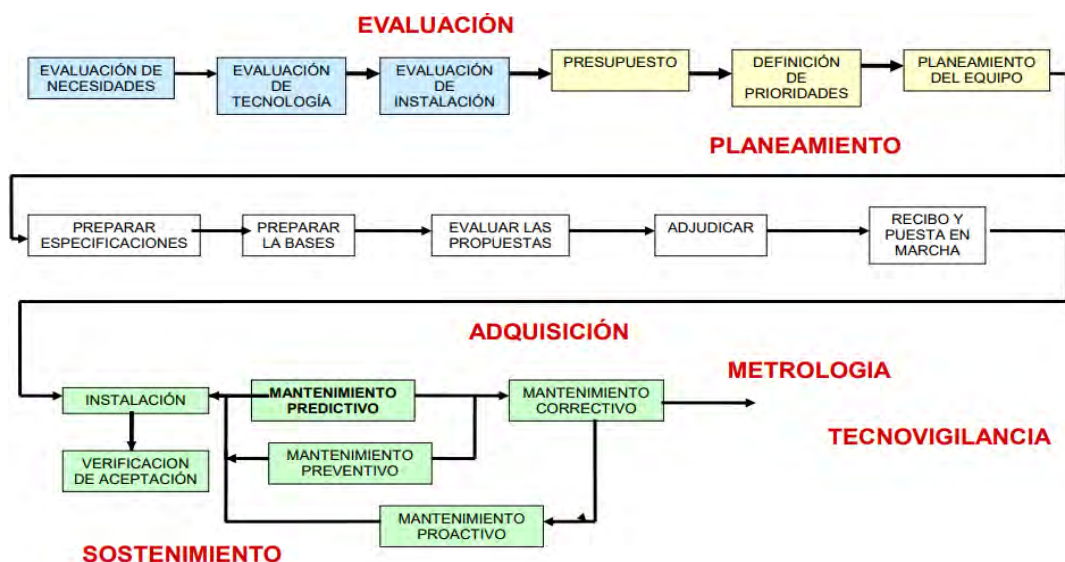 EVALUACIÓN
EVALUACIÓN DE
NECESIDADES
EVALUACIÓN
DE
TECNOLOGÍA
EVALUACIÓN
DE
INSTALACIÓN
PRESUPUESTO
DEFINICIÓN
DE
PRIORIDADES
PLANEAMIENTO
DEL EQUIPO
PLANEAMIENTO
PREPARAR
ESPECIFICACIONES
PREPARAR
LA BASES
EVALUAR LAS
PROPUESTAS
ADJUDICAR
RECIBO Y
PUESTA EN
MARCHA
ADQUISICIÓN
METROLOGIA
TECNOVIGILANCIA
INSTALACIÓN
MANTENIMIENTO
PREDICTIVO
MANTENIMIENTO
CORRECTIVO
VERIFICACION
DE ACEPTACIÓN
MANTENIMIENTO
PREVENTIVO
MANTENIMIENTO
PROACTIVO
SOSTENIMIENTO